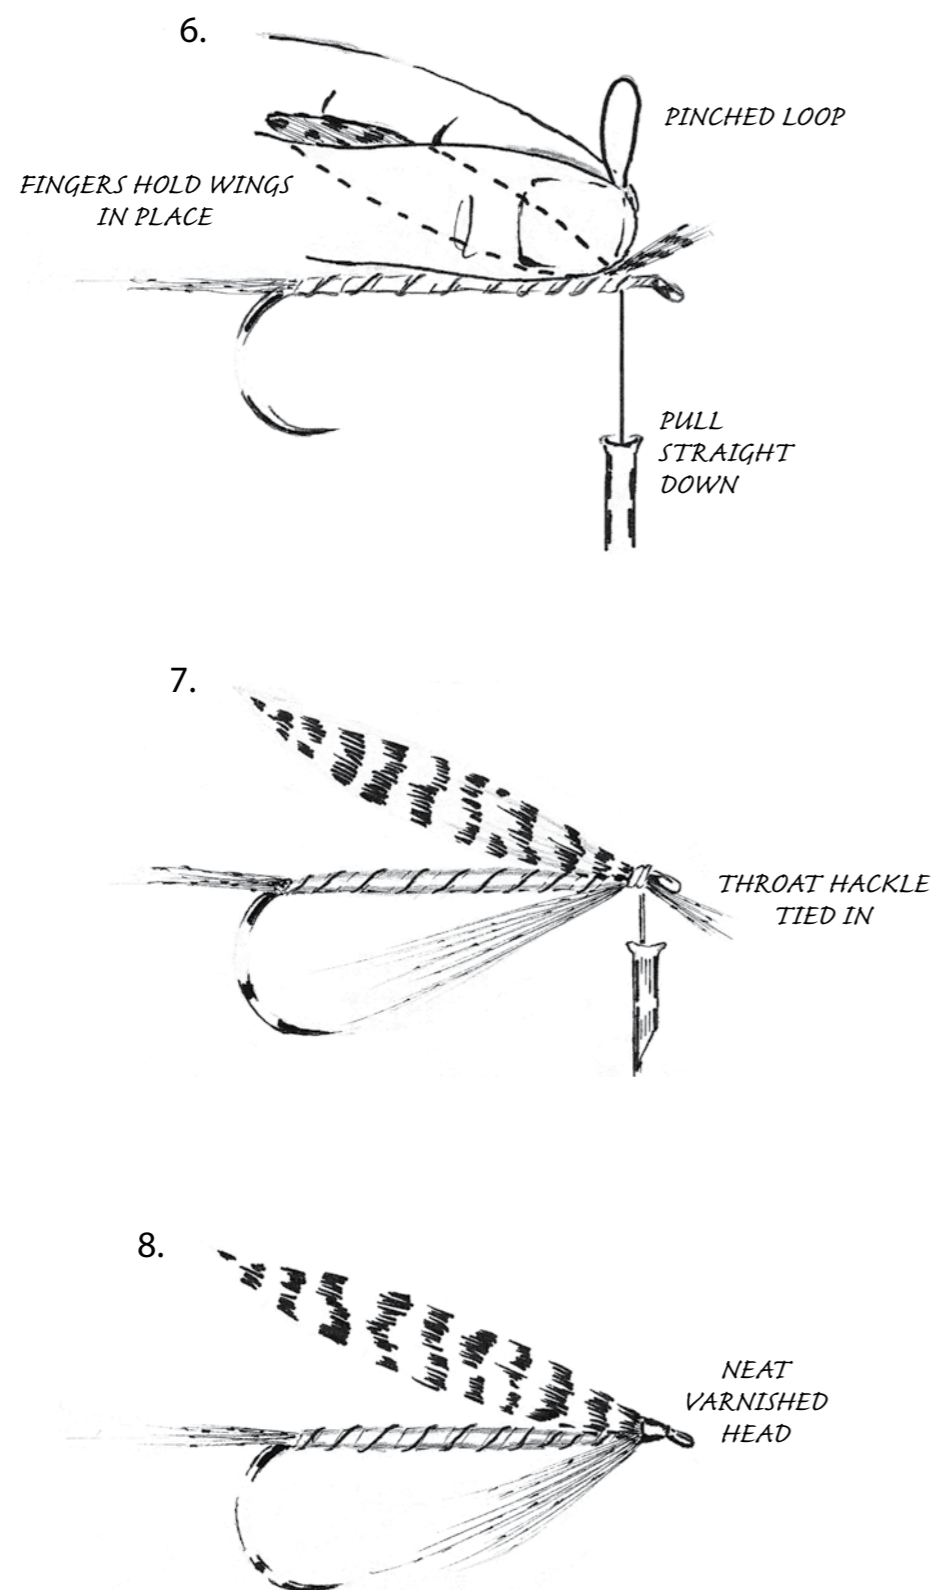 6.
PINCHED LOOP
FINGERS HOLD WINGS
IN PLACE
PULL
STRAIGHT
DOWN
7.
THROAT HACKLE
TIED IN
8.
NEAT
VARNISHED
HEAD